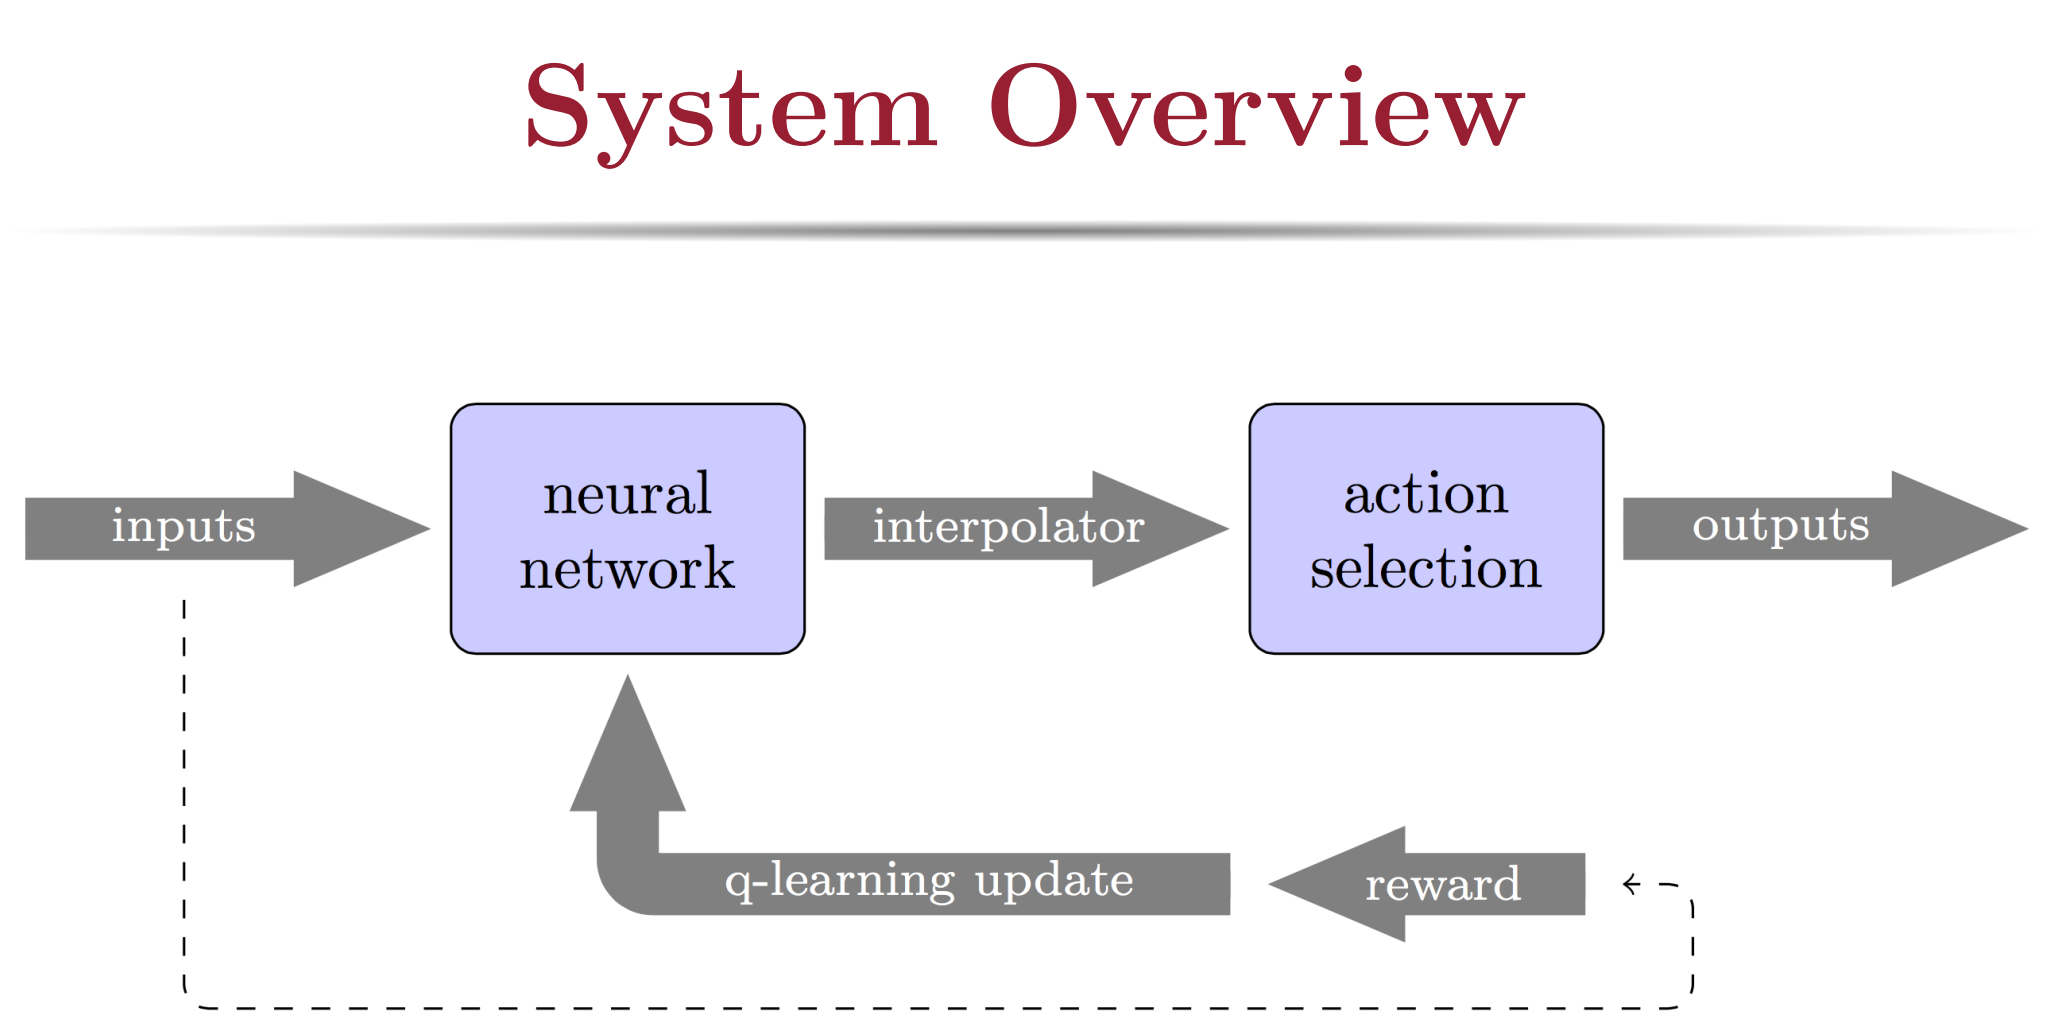 System Overview
inputs
neural
network
interpolator
action
selection
outputs
q-learning update
reward